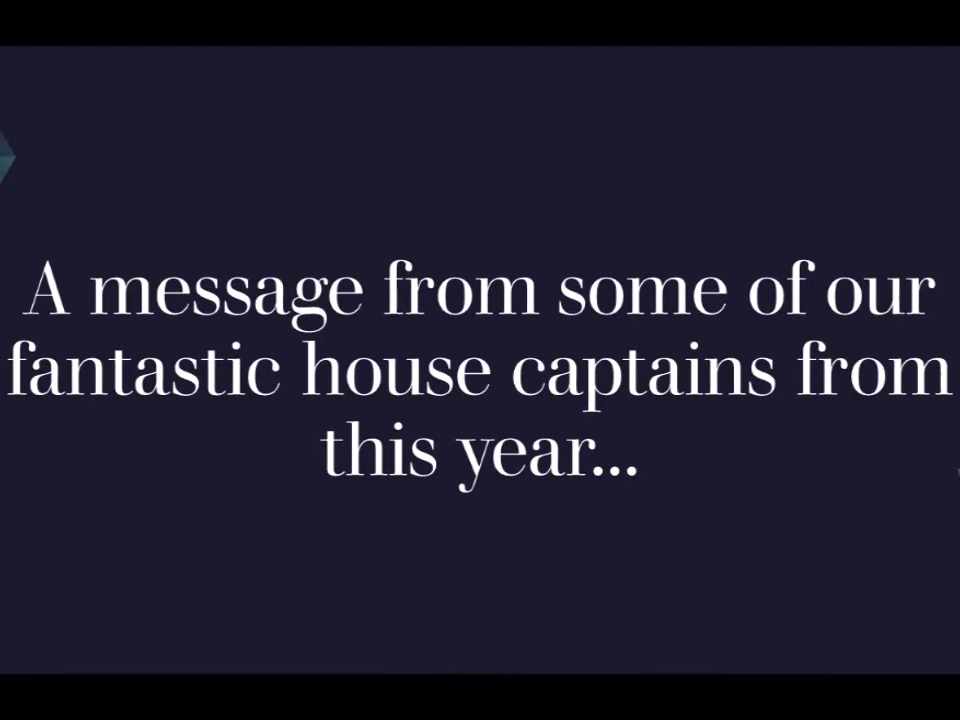 A message from some of our
fantastic house captains from
this year...